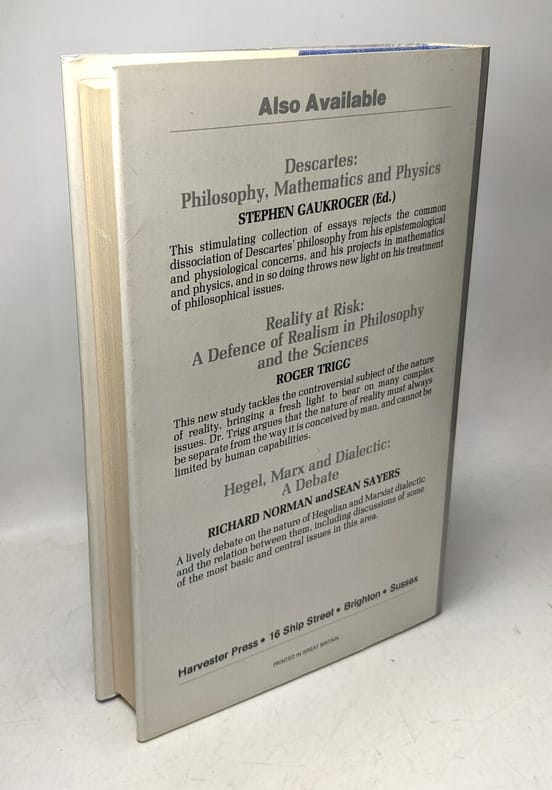 Also Available
Descartes:
Philosophy, Mathematics and Physics
STEPHEN GAUKROGER (Ed.)
This stimulating collection of essays rejects the common
dissociation of Descartes' philosophy from his epistemological
and physiological concerns, and his projects in mathematics
and physics, and in so doing throws new light on his treatment
of philosophical issues.
Reality at Risk:
A Defence of Realism in Philosophy
and the Sciences
ROGER TRIGG
This new study tackles the controversial subject of the nature
of reality, bringing a fresh light to bear on many complex
issues. Dr. Trigg argues that the nature of reality must always
be separate from the way it is conceived by man, and cannot be
limited by human capabilities.
Hegel, Marx and Dialectic:
A Debate
RICHARD NORMAN and SEAN SAYERS
A lively debate on the nature of Hegelian and Marxist dialectic
and the relation between them, including discussions of some
of the most basic and central issues in this area.
Harvester Press • 16 Ship Street • Brighton • Sussex
PRINTED IN GREAT BRITAIN